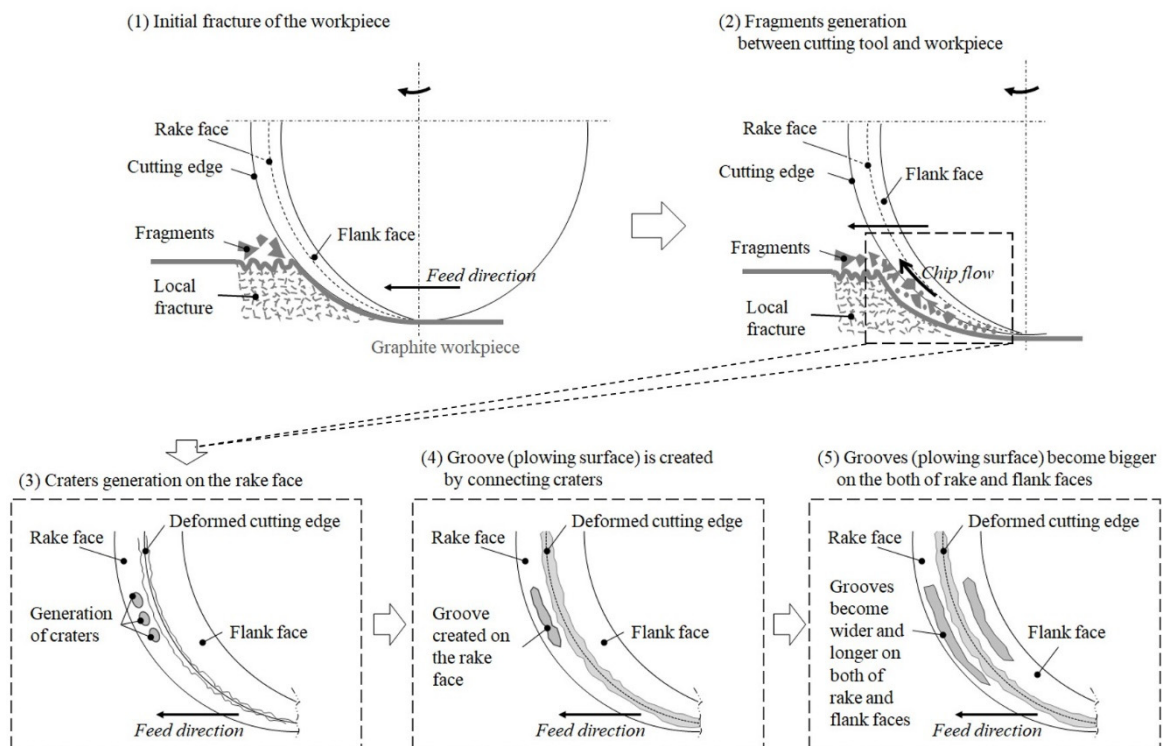 (1) Initial fracture of the workpiece
Rake face
Cutting edge
Fragments
Flank face
Feed direction
Local
fracture
Graphite workpiece
(2) Fragments generation
between cutting tool and workpiece
Rake face
Cutting edge
Flank face
Fragments
Chip flow
Local
fracture
(3) Craters generation on the rake face
Deformed cutting edge
Rake face
Generation
of craters
Flank face
Feed direction
(4) Groove (plowing surface) is created
by connecting craters
Deformed cutting edge
Rake face
Groove
created on
the rake
face
Flank face
Feed direction
(5) Grooves (plowing surface) become bigger
on the both of rake and flank faces
Deformed cutting edge
Rake face
Grooves
become
wider and
longer on
both of
rake and
flank faces
Flank face
Feed direction